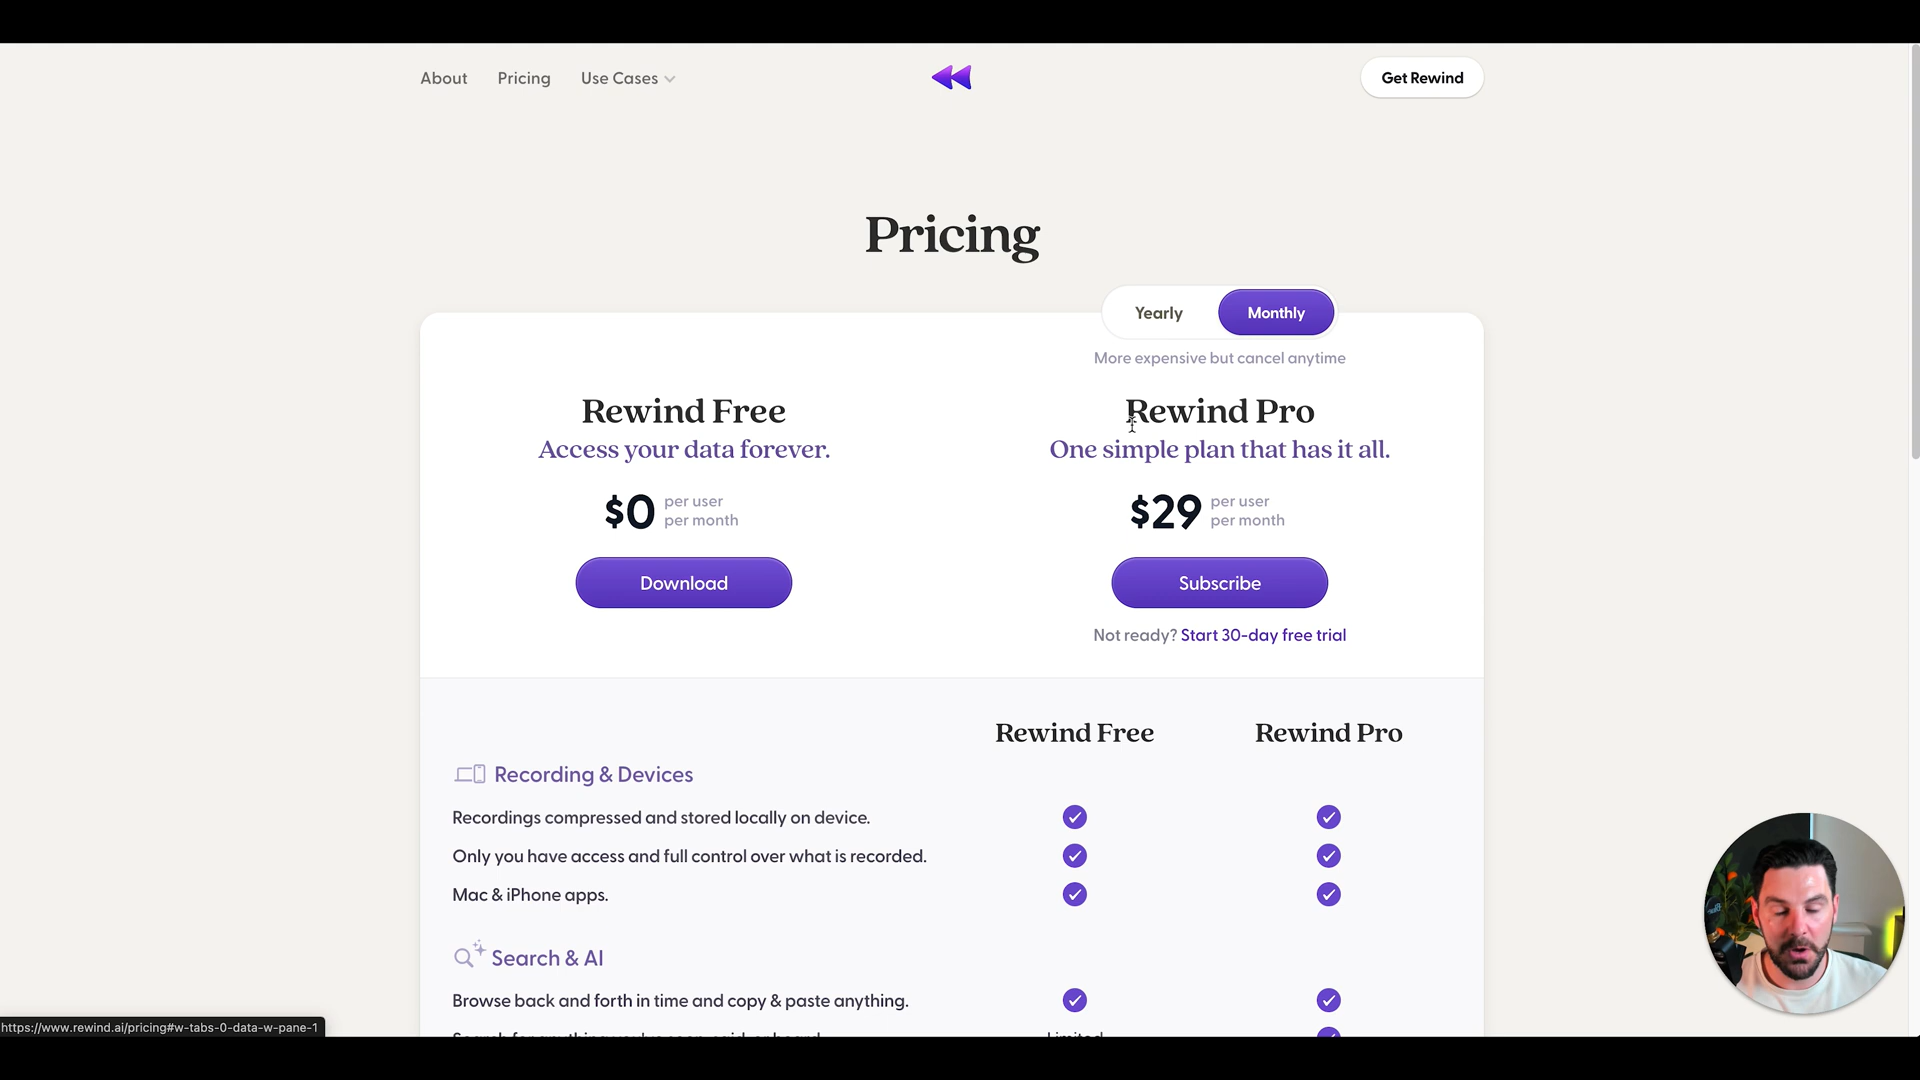 About
Pricing
Use Cases
Get Rewind
Pricing
Yearly
Monthly
More expensive but cancel anytime
Rewind Free
Access your data forever.
$0
per user
per month
Download
Rewind Pro
One simple plan that has it all.
$29
per user
per month
Subscribe
Not ready? Start 30-day free trial
Rewind Free
Rewind Pro
Recording & Devices
Recordings compressed and stored locally on device.
Only you have access and full control over what is recorded.
Mac & iPhone apps.
Search & AI
Browse back and forth in time and copy & paste anything.
Limited
https://www.rewind.ai/pricing#w-tabs-0-data-w-pane-1